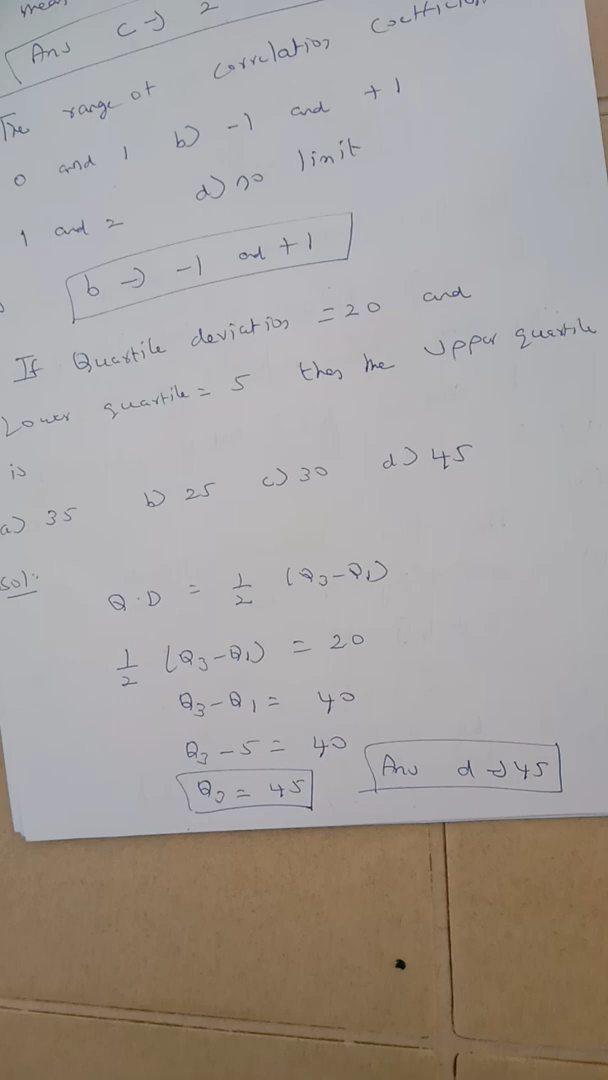 mea
Ans c → 2
The range of correlation
0 and 1 b) -1 and +1
1 and 2 d) no limit
b → -1 and +1
If Quartile deviation = 20 and
Lower quartile = 5 then the Upper quartile
is
a) 35 b) 25 c) 30 d) 45
Sol:
Q.D = 1/2 (Q3-Q1)
1/2 (Q3-Q1) = 20
Q3-Q1 = 40
Q3-5 = 40
Q3 = 45 Ans d → 45